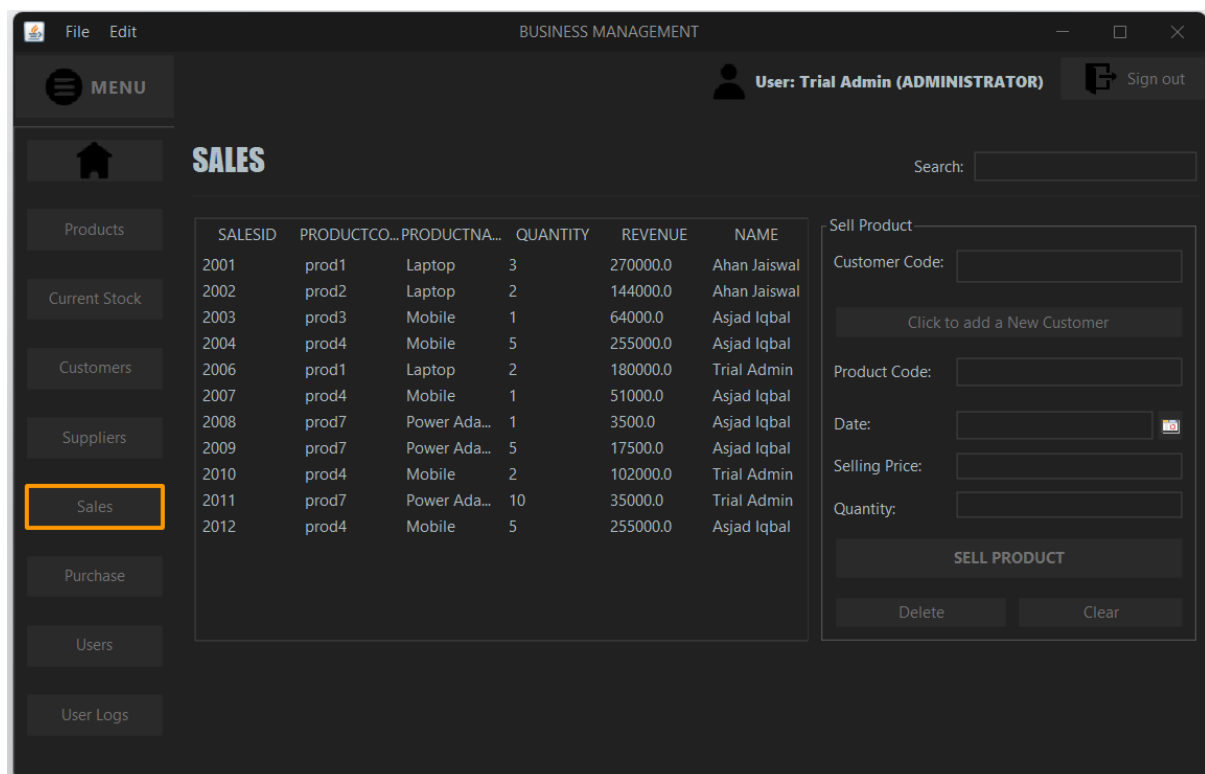 File Edit BUSINESS MANAGEMENT
MENU
User: Trial Admin (ADMINISTRATOR)
Sign out
SALES
Search:
Products
Current Stock
Customers
Suppliers
Sales
Purchase
Users
User Logs
SALESID PRODUCTCO... PRODUCTNA... QUANTITY REVENUE NAME
2001 prod1 Laptop 3 270000.0 Ahan Jaiswal
2002 prod2 Laptop 2 144000.0 Ahan Jaiswal
2003 prod3 Mobile 1 64000.0 Asjad Iqbal
2004 prod4 Mobile 5 255000.0 Asjad Iqbal
2006 prod1 Laptop 2 180000.0 Trial Admin
2007 prod4 Mobile 1 51000.0 Asjad Iqbal
2008 prod7 Power Ada... 1 3500.0 Asjad Iqbal
2009 prod7 Power Ada... 5 17500.0 Asjad Iqbal
2010 prod4 Mobile 2 102000.0 Trial Admin
2011 prod7 Power Ada... 10 35000.0 Trial Admin
2012 prod4 Mobile 5 255000.0 Asjad Iqbal
Sell Product
Customer Code:
Click to add a New Customer
Product Code:
Date:
Selling Price:
Quantity:
SELL PRODUCT
Delete Clear